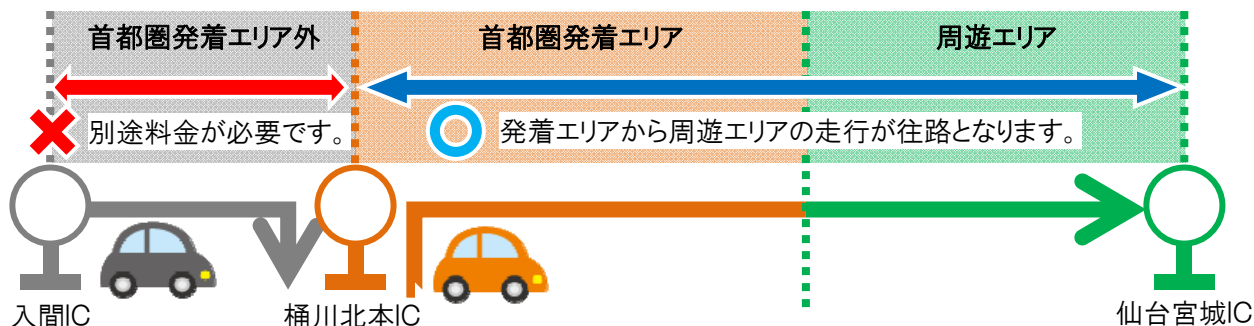 首都圏発着エリア外
首都圏発着エリア
周遊エリア
別途料金が必要です。
発着エリアから周遊エリアの走行が往路となります。
入間IC
桶川北本IC
仙台宮城IC